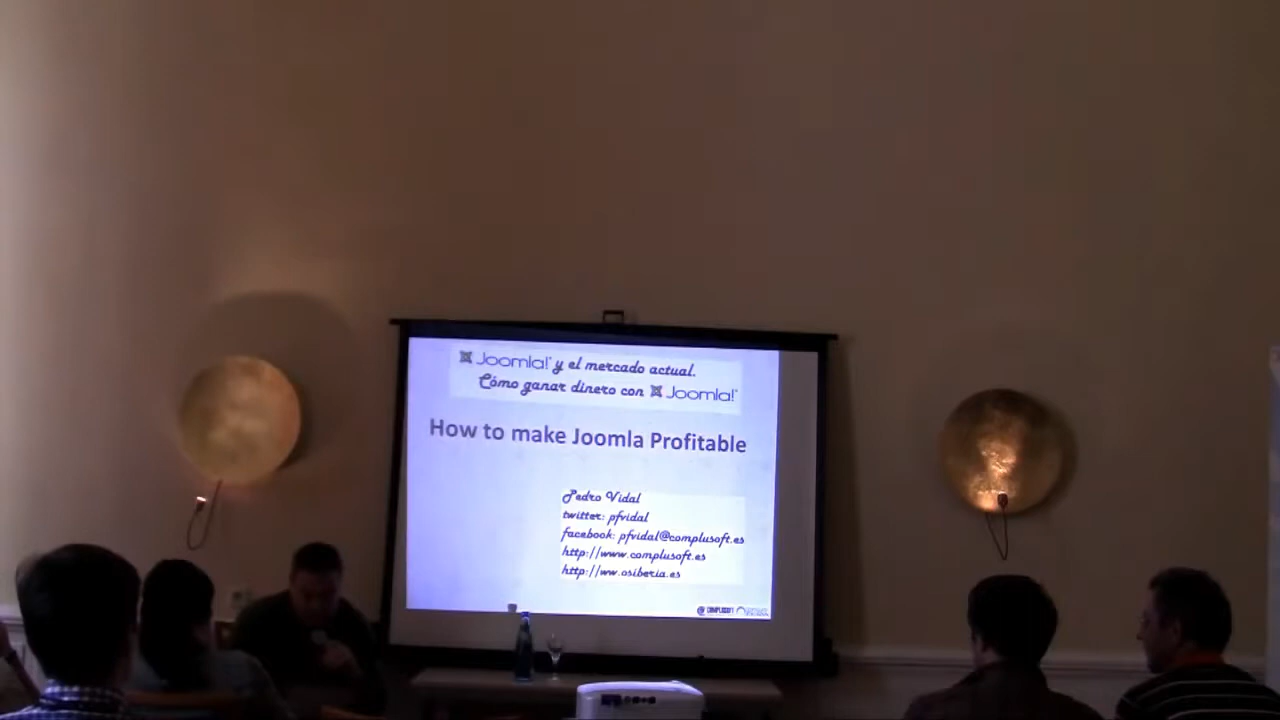 Joomla! y el mercado actual.
Cómo ganar dinero con Joomla!
How to make Joomla Profitable
Pedro Vidal
twitter: pfvidal
facebook: pfvidal@complusoft.es
http://www.complusoft.es
http://ww.osiberia.es
@ COMPLUSOFT